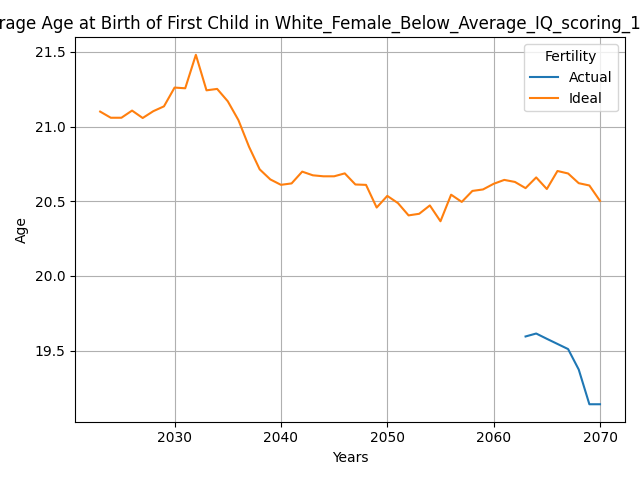 rage Age at Birth of First Child in White_Female_Below_Average_IQ_scoring_1
Fertility
Actual
Ideal
21.5
21.0
20.5
20.0
19.5
Age
2030 2040 2050 2060 2070
Years